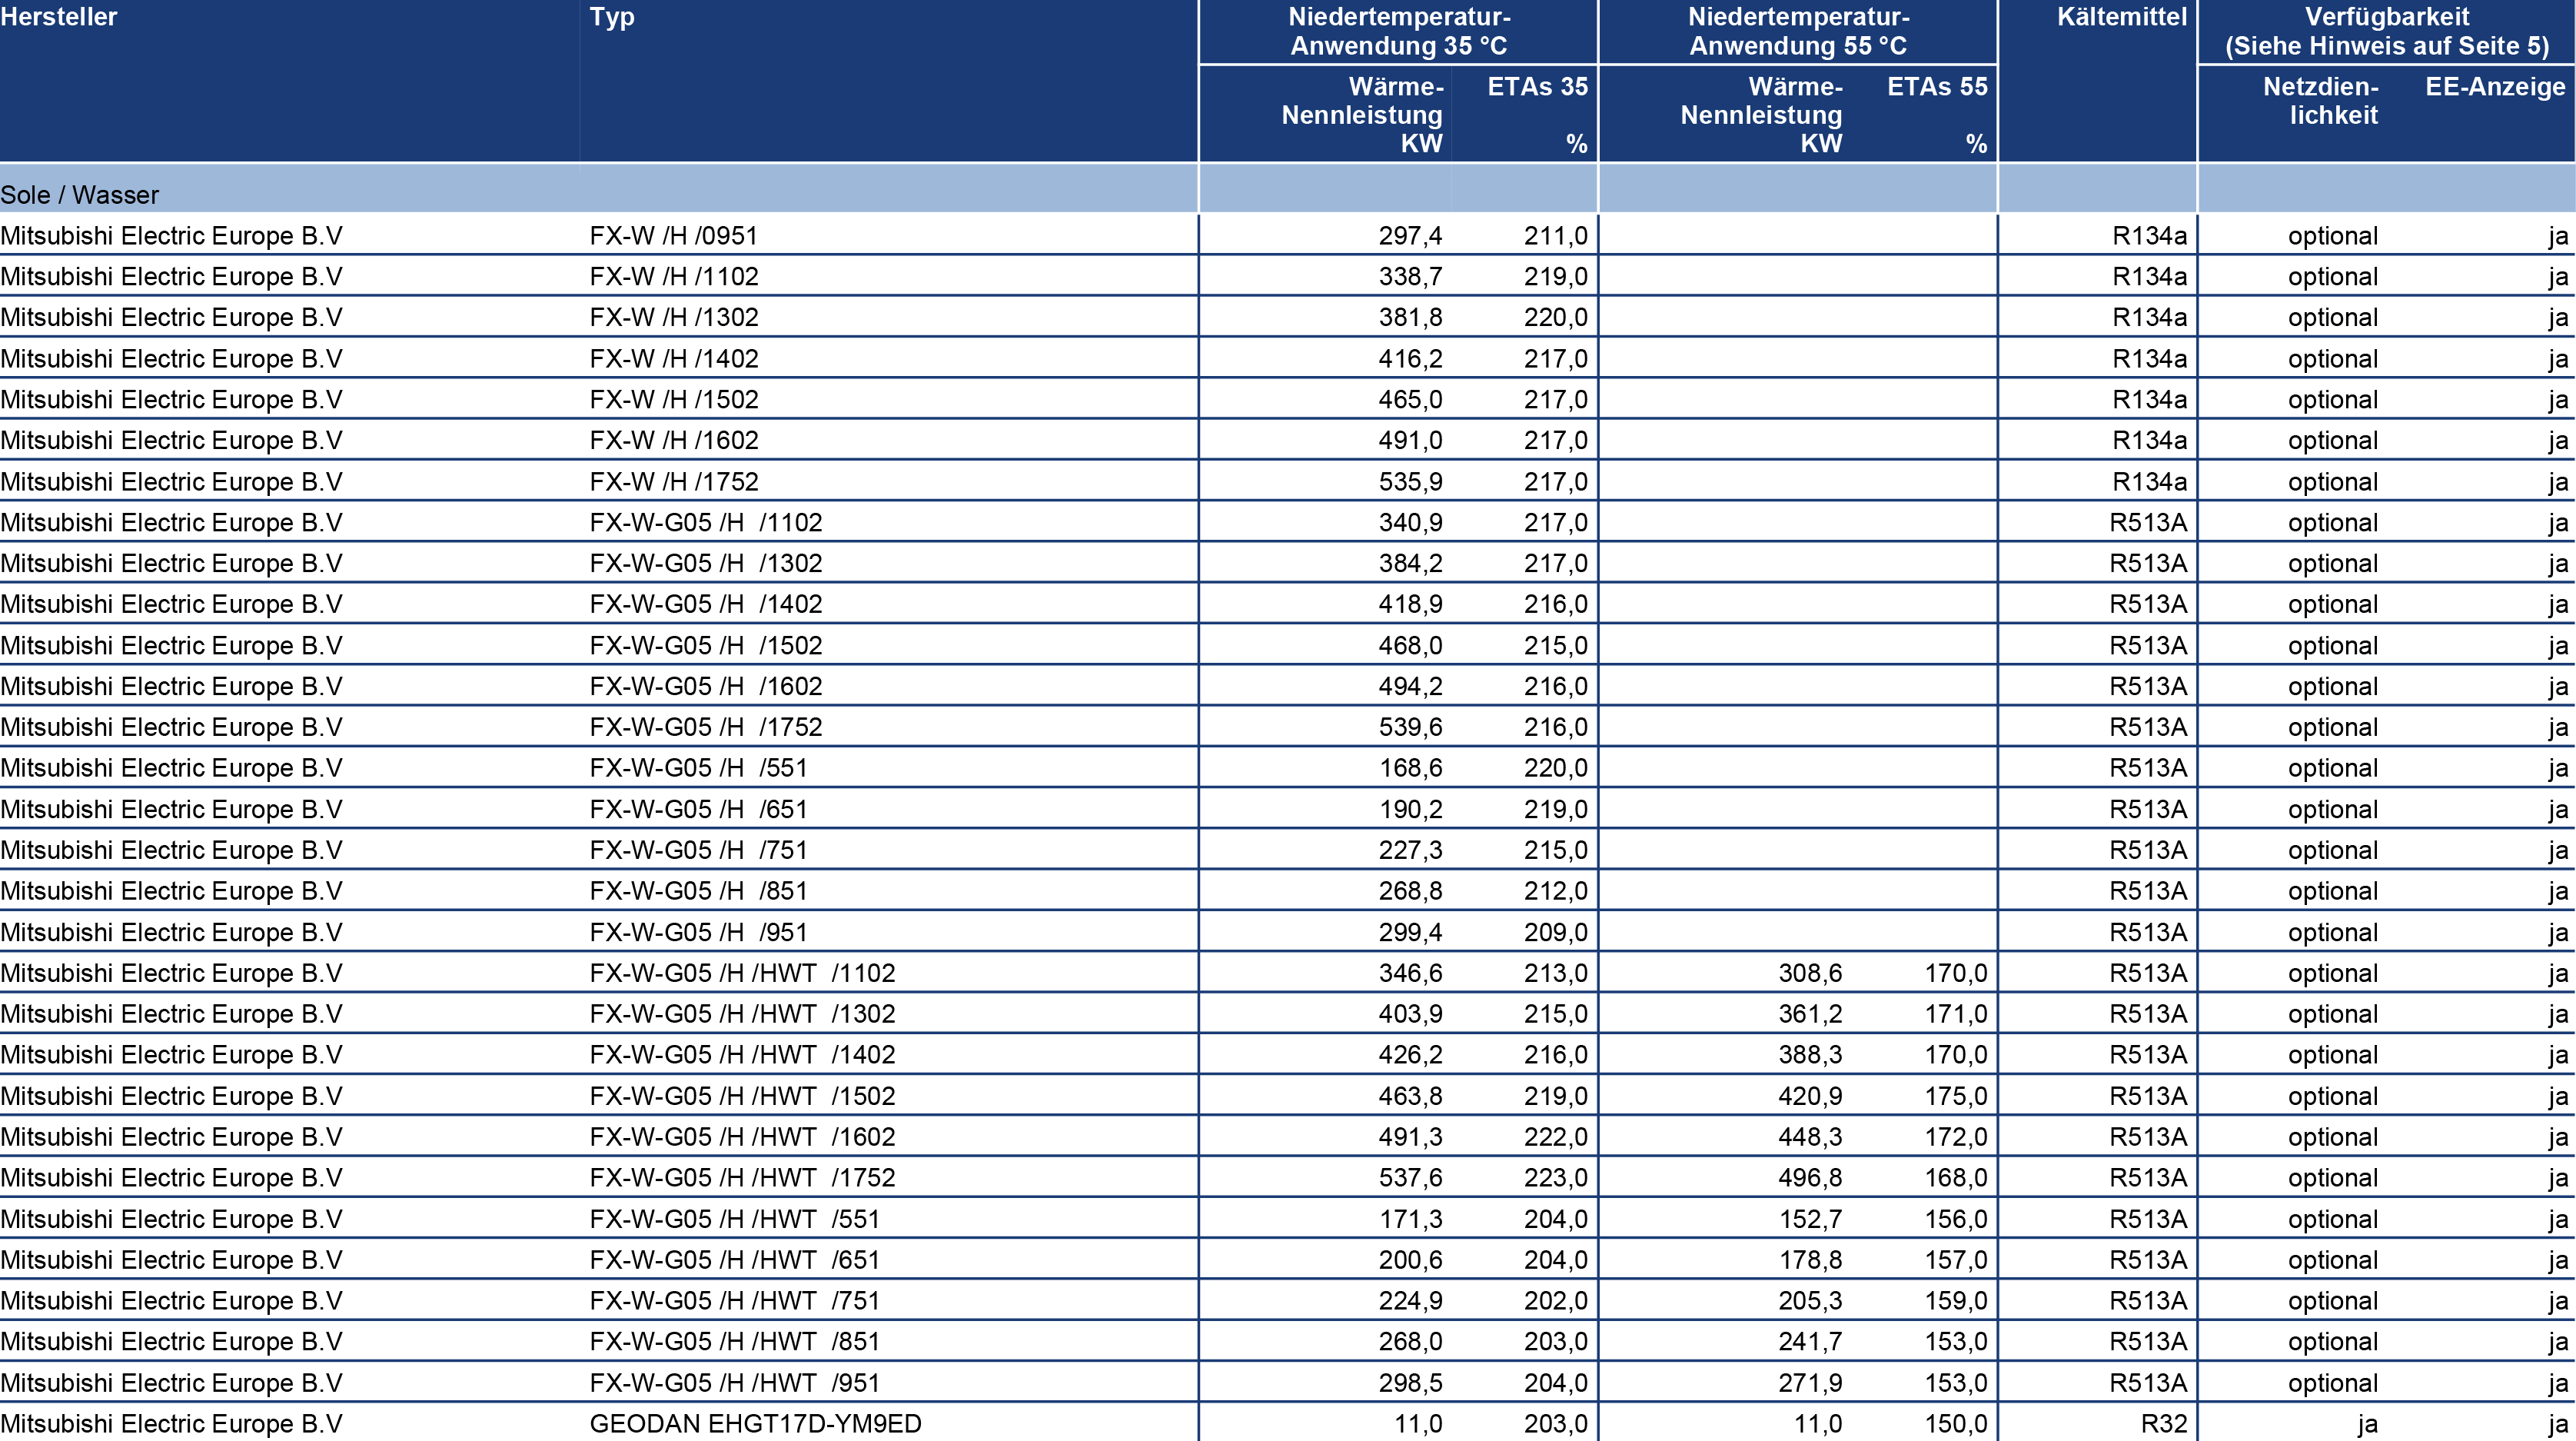 Hersteller Typ Niedertemperatur- Niedertemperatur- Kältemittel Verfügbarkeit
Anwendung 35 °C Anwendung 55 °C (Siehe Hinweis auf Seite 5)
Wärme- ETAs 35 Wärme- ETAs 55 Netzdien- EE-Anzeige
Nennleistung Nennleistung lichkeit
KW % KW %
Sole / Wasser
Mitsubishi Electric Europe B.V FX-W /H /0951 297,4 211,0 R134a optional ja
Mitsubishi Electric Europe B.V FX-W /H /1102 338,7 219,0 R134a optional ja
Mitsubishi Electric Europe B.V FX-W /H /1302 381,8 220,0 R134a optional ja
Mitsubishi Electric Europe B.V FX-W /H /1402 416,2 217,0 R134a optional ja
Mitsubishi Electric Europe B.V FX-W /H /1502 465,0 217,0 R134a optional ja
Mitsubishi Electric Europe B.V FX-W /H /1602 491,0 217,0 R134a optional ja
Mitsubishi Electric Europe B.V FX-W /H /1752 535,9 217,0 R134a optional ja
Mitsubishi Electric Europe B.V FX-W-G05 /H  /1102 340,9 217,0 R513A optional ja
Mitsubishi Electric Europe B.V FX-W-G05 /H  /1302 384,2 217,0 R513A optional ja
Mitsubishi Electric Europe B.V FX-W-G05 /H  /1402 418,9 216,0 R513A optional ja
Mitsubishi Electric Europe B.V FX-W-G05 /H  /1502 468,0 215,0 R513A optional ja
Mitsubishi Electric Europe B.V FX-W-G05 /H  /1602 494,2 216,0 R513A optional ja
Mitsubishi Electric Europe B.V FX-W-G05 /H  /1752 539,6 216,0 R513A optional ja
Mitsubishi Electric Europe B.V FX-W-G05 /H  /551 168,6 220,0 R513A optional ja
Mitsubishi Electric Europe B.V FX-W-G05 /H  /651 190,2 219,0 R513A optional ja
Mitsubishi Electric Europe B.V FX-W-G05 /H  /751 227,3 215,0 R513A optional ja
Mitsubishi Electric Europe B.V FX-W-G05 /H  /851 268,8 212,0 R513A optional ja
Mitsubishi Electric Europe B.V FX-W-G05 /H  /951 299,4 209,0 R513A optional ja
Mitsubishi Electric Europe B.V FX-W-G05 /H /HWT  /1102 346,6 213,0 308,6 170,0 R513A optional ja
Mitsubishi Electric Europe B.V FX-W-G05 /H /HWT  /1302 403,9 215,0 361,2 171,0 R513A optional ja
Mitsubishi Electric Europe B.V FX-W-G05 /H /HWT  /1402 426,2 216,0 388,3 170,0 R513A optional ja
Mitsubishi Electric Europe B.V FX-W-G05 /H /HWT  /1502 463,8 219,0 420,9 175,0 R513A optional ja
Mitsubishi Electric Europe B.V FX-W-G05 /H /HWT  /1602 491,3 222,0 448,3 172,0 R513A optional ja
Mitsubishi Electric Europe B.V FX-W-G05 /H /HWT  /1752 537,6 223,0 496,8 168,0 R513A optional ja
Mitsubishi Electric Europe B.V FX-W-G05 /H /HWT  /551 171,3 204,0 152,7 156,0 R513A optional ja
Mitsubishi Electric Europe B.V FX-W-G05 /H /HWT  /651 200,6 204,0 178,8 157,0 R513A optional ja
Mitsubishi Electric Europe B.V FX-W-G05 /H /HWT  /751 224,9 202,0 205,3 159,0 R513A optional ja
Mitsubishi Electric Europe B.V FX-W-G05 /H /HWT  /851 268,0 203,0 241,7 153,0 R513A optional ja
Mitsubishi Electric Europe B.V FX-W-G05 /H /HWT  /951 298,5 204,0 271,9 153,0 R513A optional ja
Mitsubishi Electric Europe B.V GEODAN EHGT17D-YM9ED 11,0 203,0 11,0 150,0 R32 ja ja